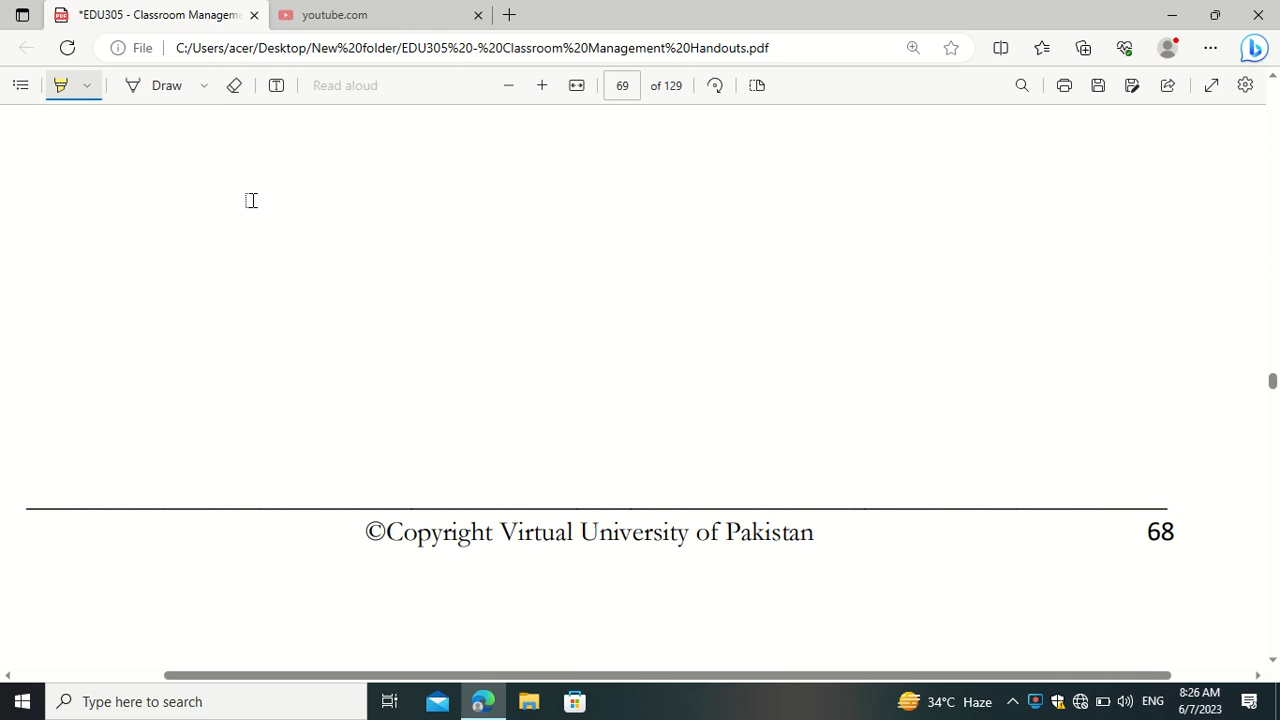 *EDU305 - Classroom Manageme
youtube.com
File
C:/Users/acer/Desktop/New%20folder/EDU305%20-%20Classroom%20Management%20Handouts.pdf
Draw
Read aloud
69
of 129
©Copyright Virtual University of Pakistan
68
Type here to search
34°C Haze
ENG
8:26 AM
6/7/2023